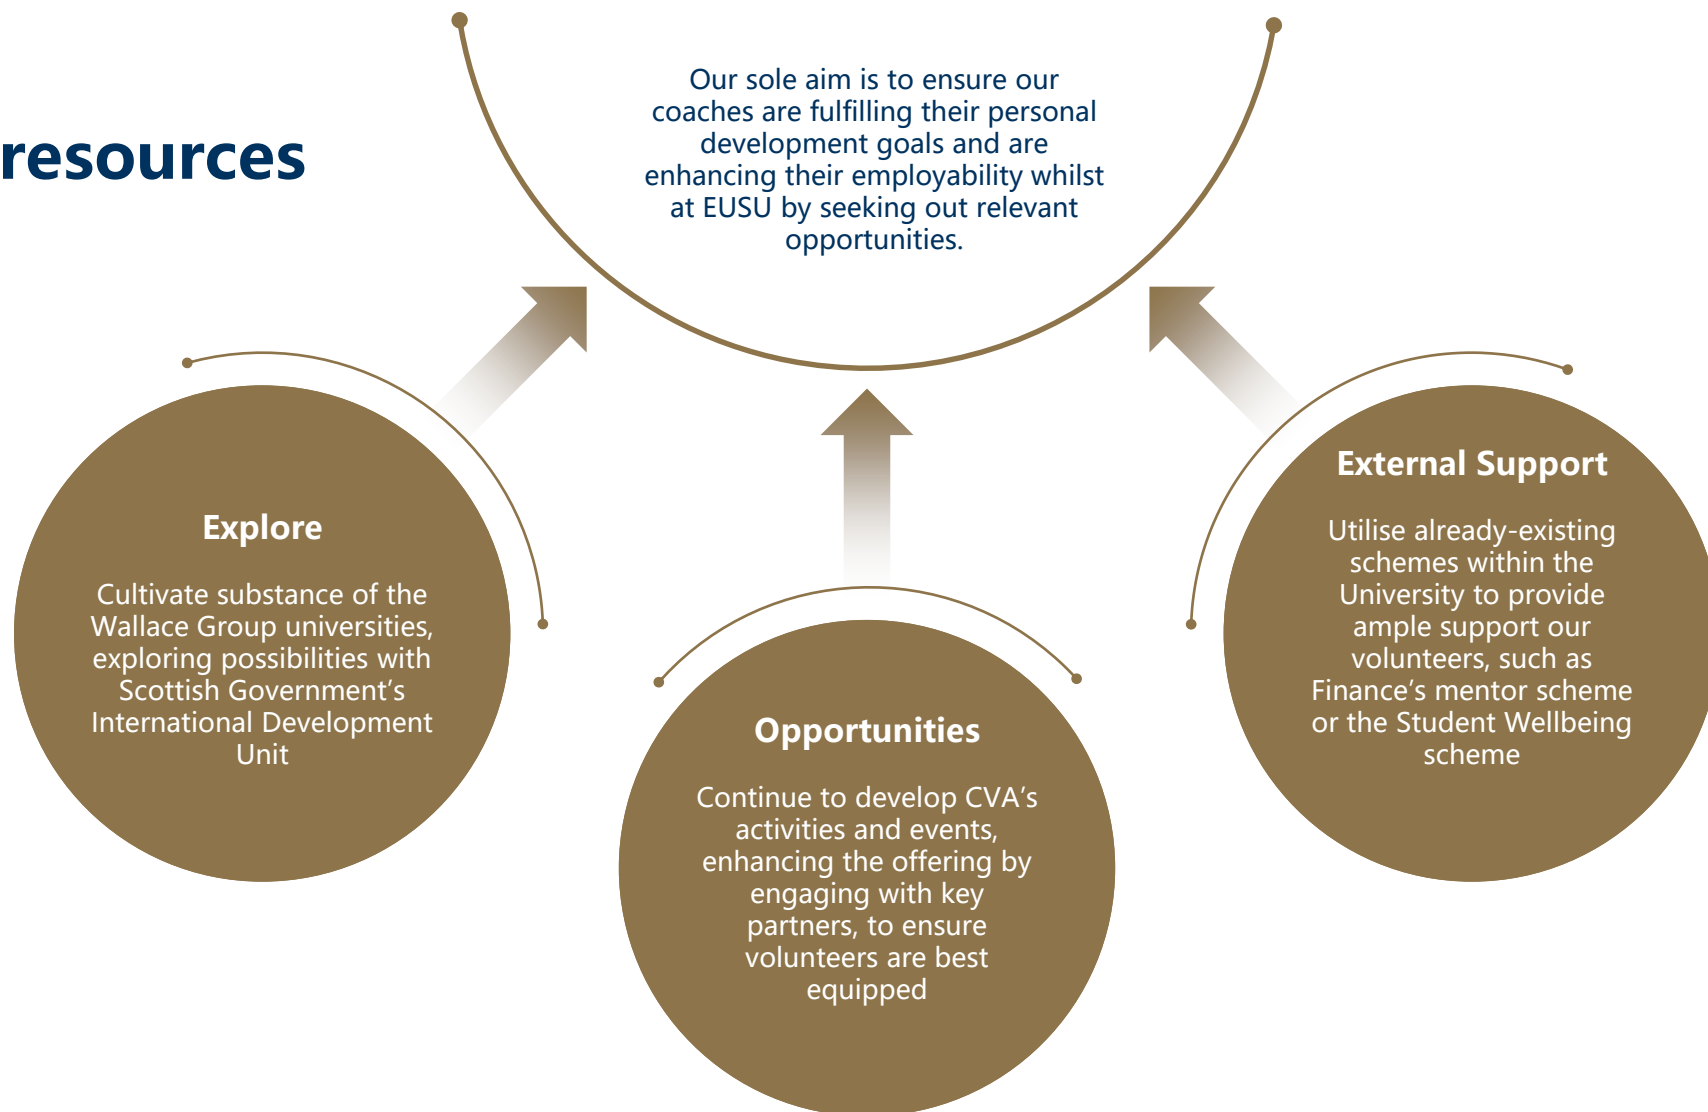 resources
Our sole aim is to ensure our
coaches are fulfilling their personal
development goals and are
enhancing their employability whilst
at EUSU by seeking out relevant
opportunities.
Explore
Cultivate substance of the
Wallace Group universities,
exploring possibilities with
Scottish Government’s
International Development
Unit
Opportunities
Continue to develop CVA’s
activities and events,
enhancing the offering by
engaging with key
partners, to ensure
volunteers are best
equipped
External Support
Utilise already-existing
schemes within the
University to provide
ample support our
volunteers, such as
Finance’s mentor scheme
or the Student Wellbeing
scheme